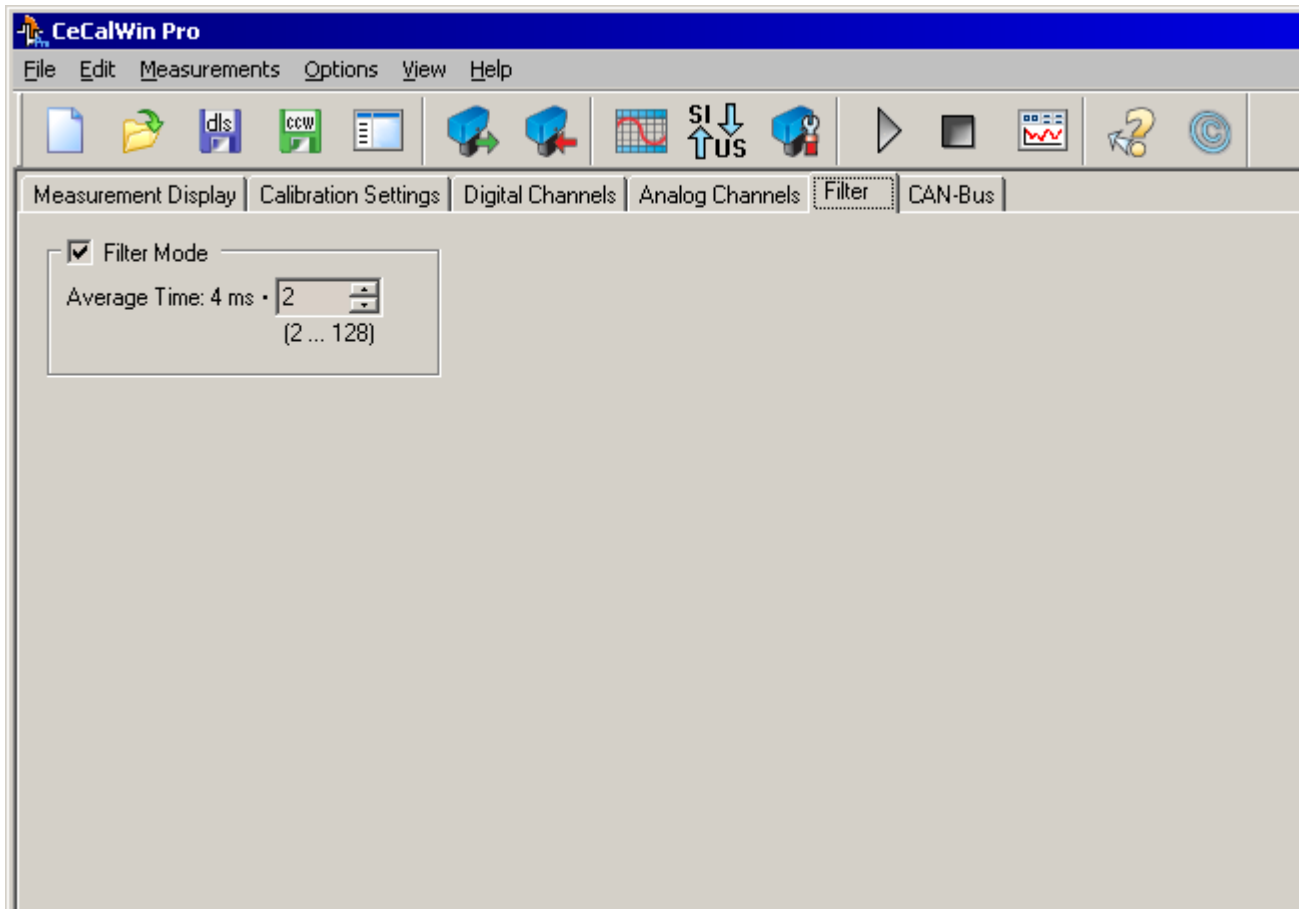 CeCalWin Pro
File Edit Measurements Options View Help
dls ccw SI US ©
Measurement Display Calibration Settings Digital Channels Analog Channels Filter CAN-Bus
Filter Mode
Average Time: 4 ms • 2
(2 ... 128)